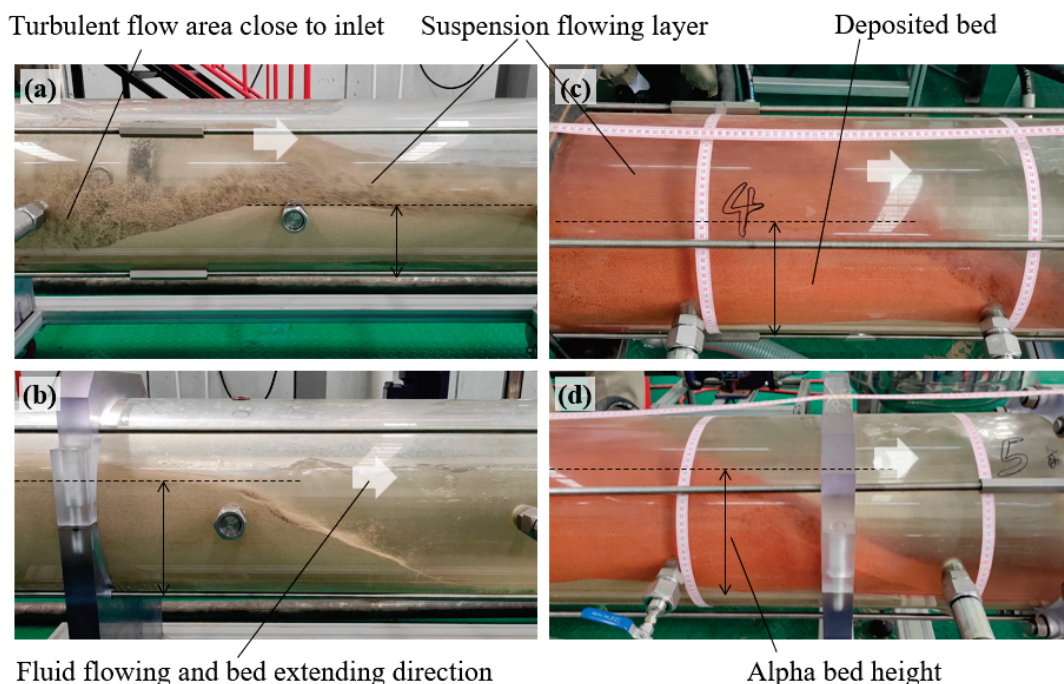 Turbulent flow area close to inlet
Suspension flowing layer
Deposited bed
(a)
(c)
4
(b)
(d)
5
Fluid flowing and bed extending direction
Alpha bed height